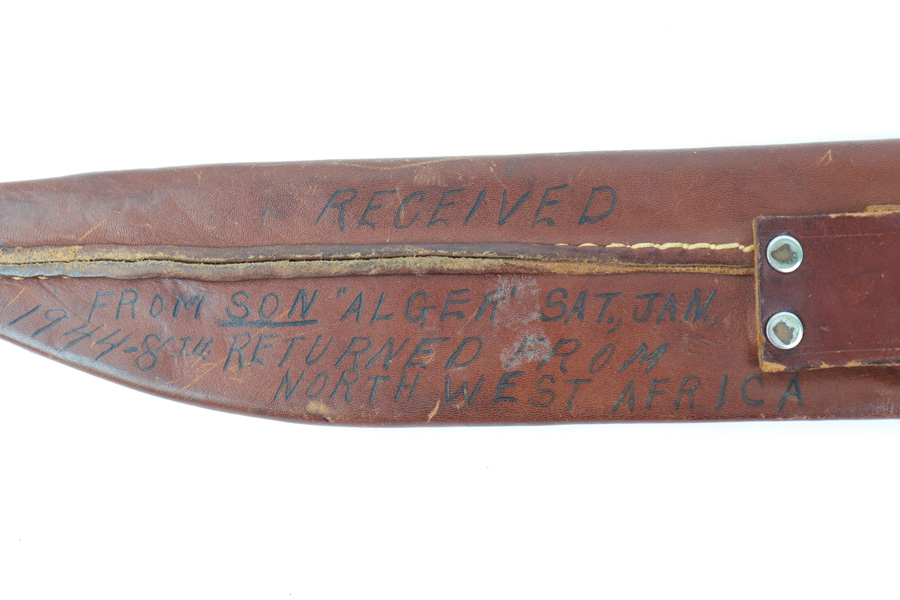 RECEIVED
FROM SON "ALGER" SAT., JAN,
1944-8TH RETURNED FROM
NORTH WEST AFRICA